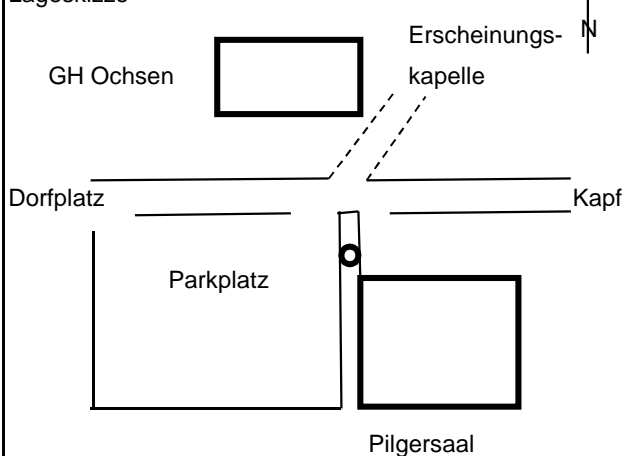 Lageskizze
Erscheinungs-
kapelle
N
GH Ochsen
Dorfplatz
Kapf
Parkplatz
Pilgersaal